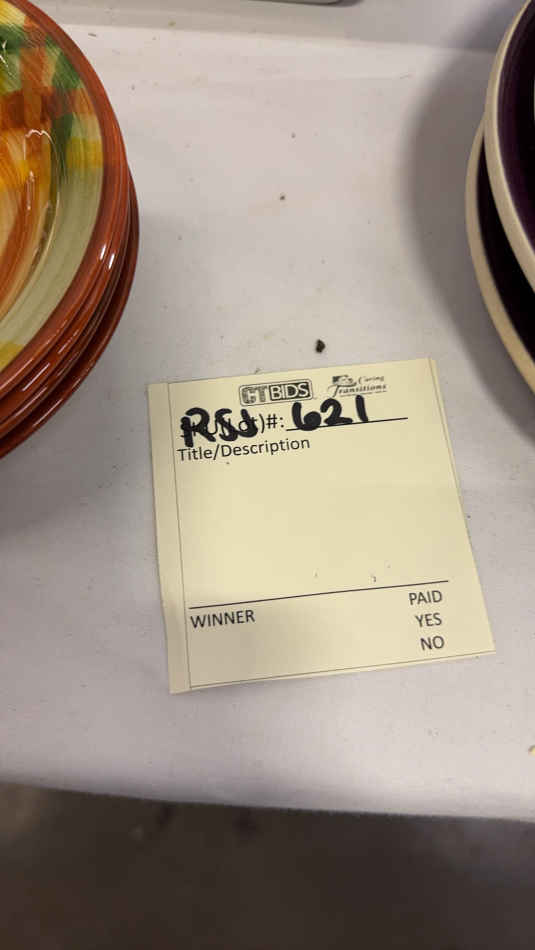 CTBIDS Caring Transitions
RSJ )#: 621
Title/Description
WINNER PAID
YES
NO